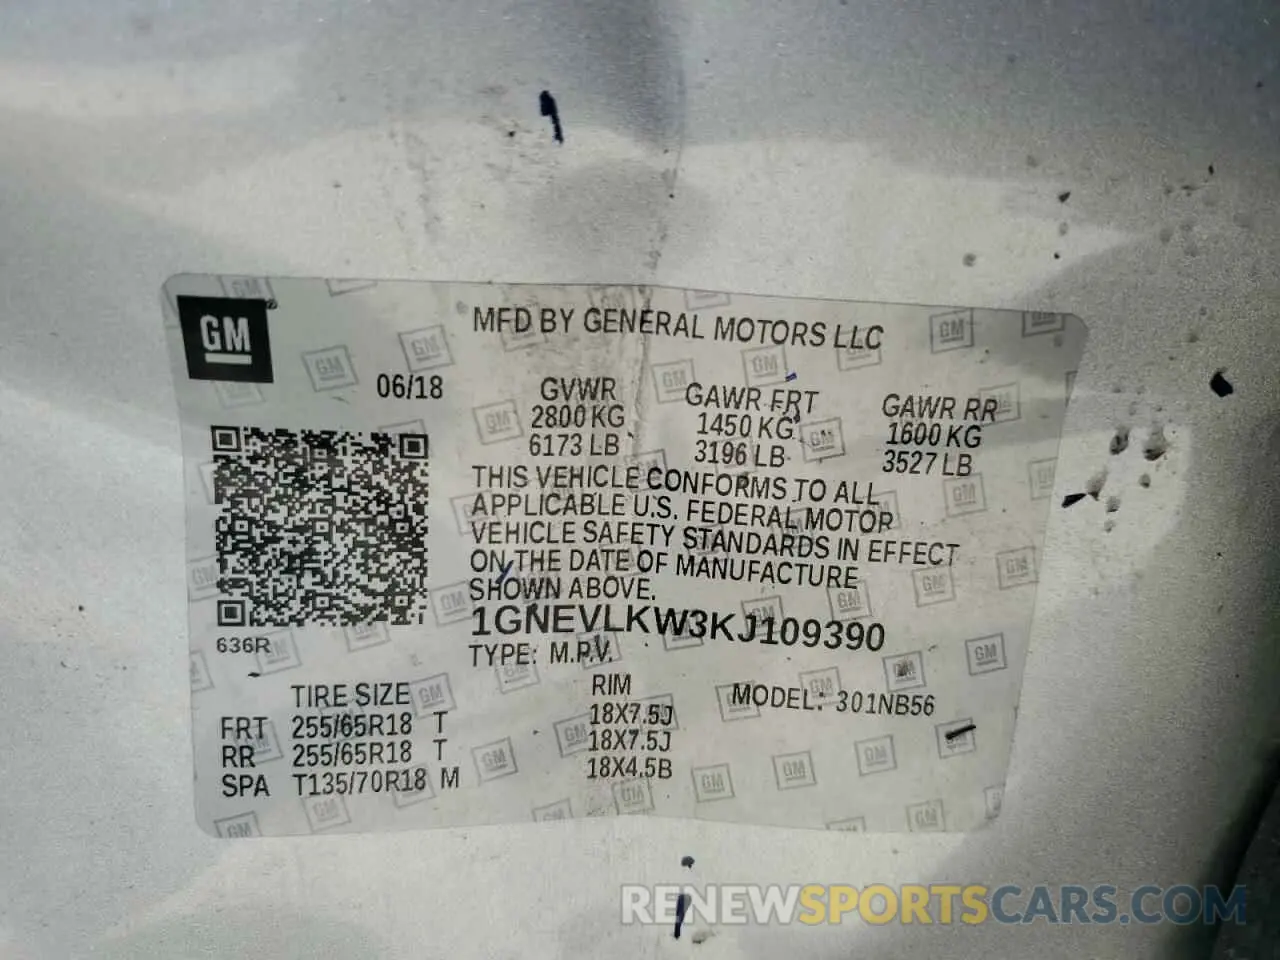 GM
MFD BY GENERAL MOTORS LLC
06/18
GVWR GAWR FRT GAWR RR
2800 KG 1450 KG 1600 KG
6173 LB 3196 LB 3527 LB
THIS VEHICLE CONFORMS TO ALL
APPLICABLE U.S. FEDERAL MOTOR
VEHICLE SAFETY STANDARDS IN EFFECT
ON THE DATE OF MANUFACTURE
SHOWN ABOVE.
1GNEVLKW3KJ109390
636R
TYPE: M.P.V.
TIRE SIZE RIM MODEL: 301NB56
FRT 255/65R18 T 18X7.5J
RR 255/65R18 T 18X7.5J
SPA T135/70R18 M 18X4.5B
RENEWSPORTSCARS.COM